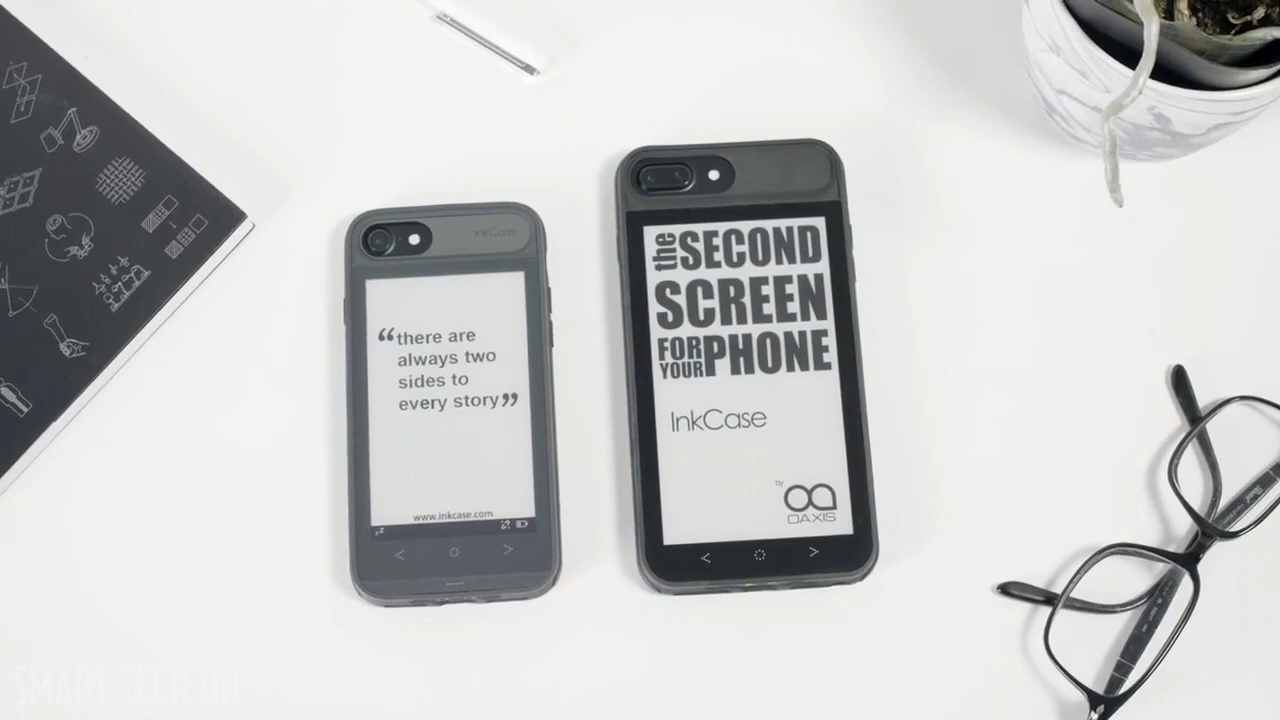 InkCase
“there are
always two
sides to
every story”
www.inkcase.com
the SECOND
SCREEN
FOR YOUR PHONE
InkCase
by
OAXIS
SMART TECH